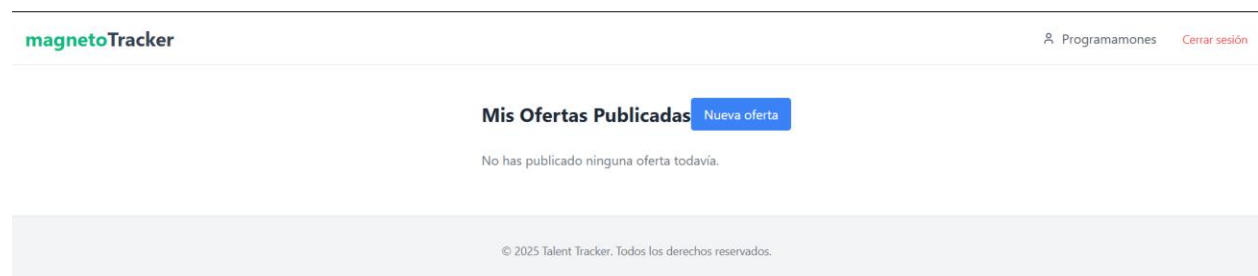 magnetoTracker
Programamones
Cerrar sesión
Mis Ofertas Publicadas
Nueva oferta
No has publicado ninguna oferta todavía.
© 2025 Talent Tracker. Todos los derechos reservados.